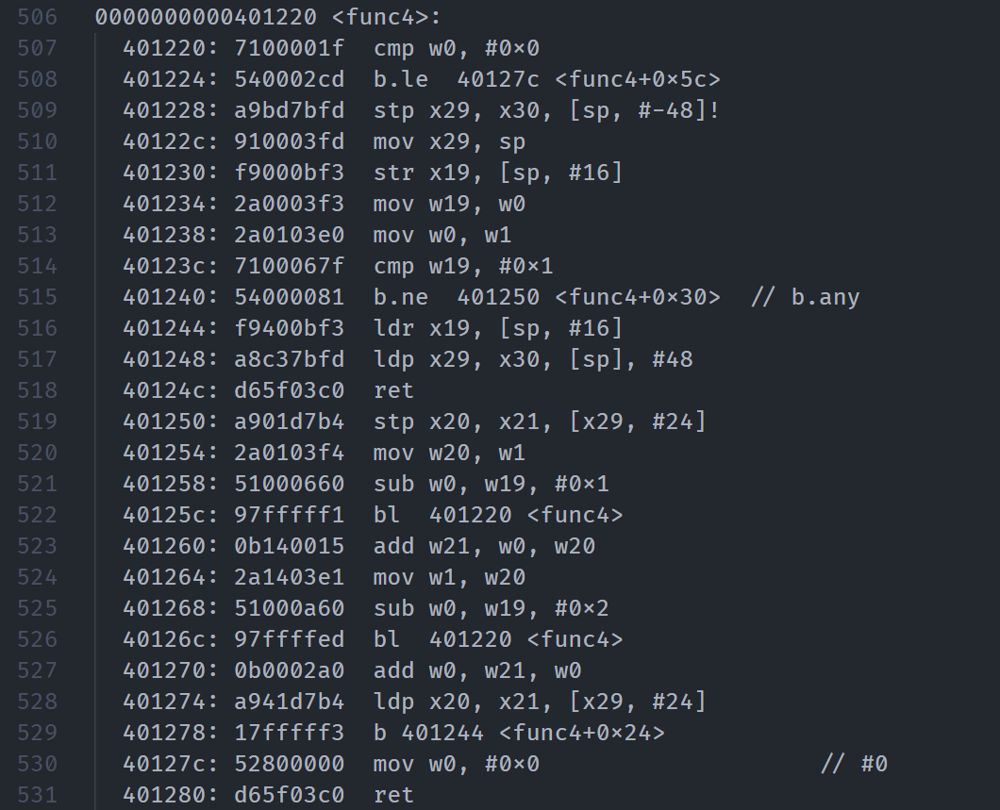 506 0000000000401220 <func4>:
507 401220: 7100001f cmp w0, #0×0
508 401224: 540002cd b.le 40127c <func4+0×5c>
509 401228: a9bd7bfd stp x29, x30, [sp, #-48]!
510 40122c: 910003fd mov x29, sp
511 401230: f9000bf3 str x19, [sp, #16]
512 401234: 2a0003f3 mov w19, w0
513 401238: 2a0103e0 mov w0, w1
514 40123c: 7100067f cmp w19, #0×1
515 401240: 54000081 b.ne 401250 <func4+0×30> // b.any
516 401244: f9400bf3 ldr x19, [sp, #16]
517 401248: a8c37bfd ldp x29, x30, [sp], #48
518 40124c: d65f03c0 ret
519 401250: a901d7b4 stp x20, x21, [x29, #24]
520 401254: 2a0103f4 mov w20, w1
521 401258: 51000660 sub w0, w19, #0×1
522 40125c: 97fffff1 bl 401220 <func4>
523 401260: 0b140015 add w21, w0, w20
524 401264: 2a1403e1 mov w1, w20
525 401268: 51000a60 sub w0, w19, #0×2
526 40126c: 97ffffed bl 401220 <func4>
527 401270: 0b0002a0 add w0, w21, w0
528 401274: a941d7b4 ldp x20, x21, [x29, #24]
529 401278: 17fffff3 b 401244 <func4+0×24>
530 40127c: 52800000 mov w0, #0×0 // #0
531 401280: d65f03c0 ret